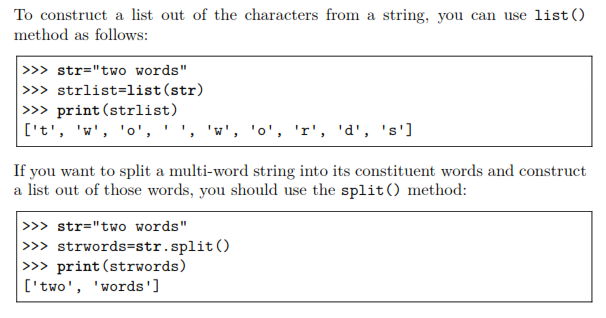 To construct a list out of the characters from a string, you can use list()
method as follows:
>>> str="two words"
>>> strlist=list(str)
>>> print(strlist)
['t', 'w', 'o', ' ', 'w', 'o', 'r', 'd', 's']
If you want to split a multi-word string into its constituent words and construct
a list out of those words, you should use the split() method:
>>> str="two words"
>>> strwords=str.split()
>>> print(strwords)
['two', 'words']